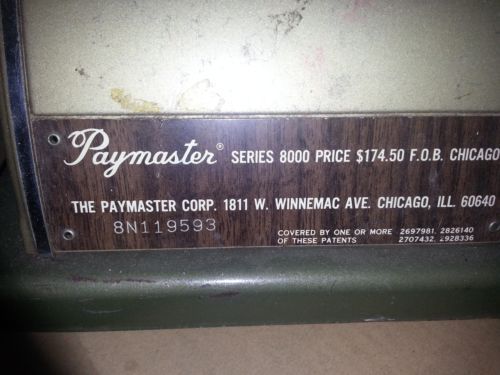 Paymaster® SERIES 8000 PRICE $174.50 F.O.B. CHICAGO
THE PAYMASTER CORP. 1811 W. WINNEMAC AVE. CHICAGO, ILL. 60640
8N119593
COVERED BY ONE OR MORE 2697981, 2826140
OF THESE PATENTS 2707432, 2928336